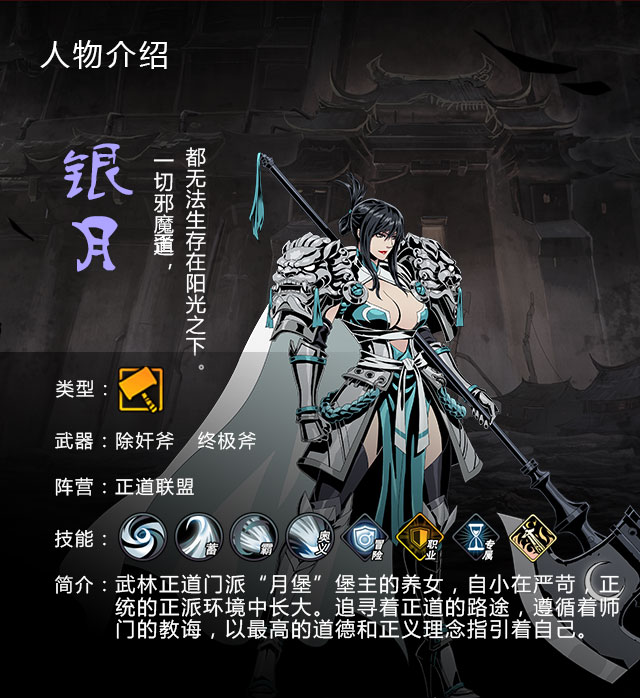 人物介绍
银月
一切邪魔道，
都无法生存在阳光之下。
类型：
武器：除奸斧 终极斧
阵营：正道联盟
技能：
蓄
霸
奥义
冒险
职业
专属
简介：武林正道门派“月堡”堡主的养女，自小在严苛，正
统的正派环境中长大。追寻着正道的路途，遵循着师
门的教诲，以最高的道德和正义理念指引着自己。